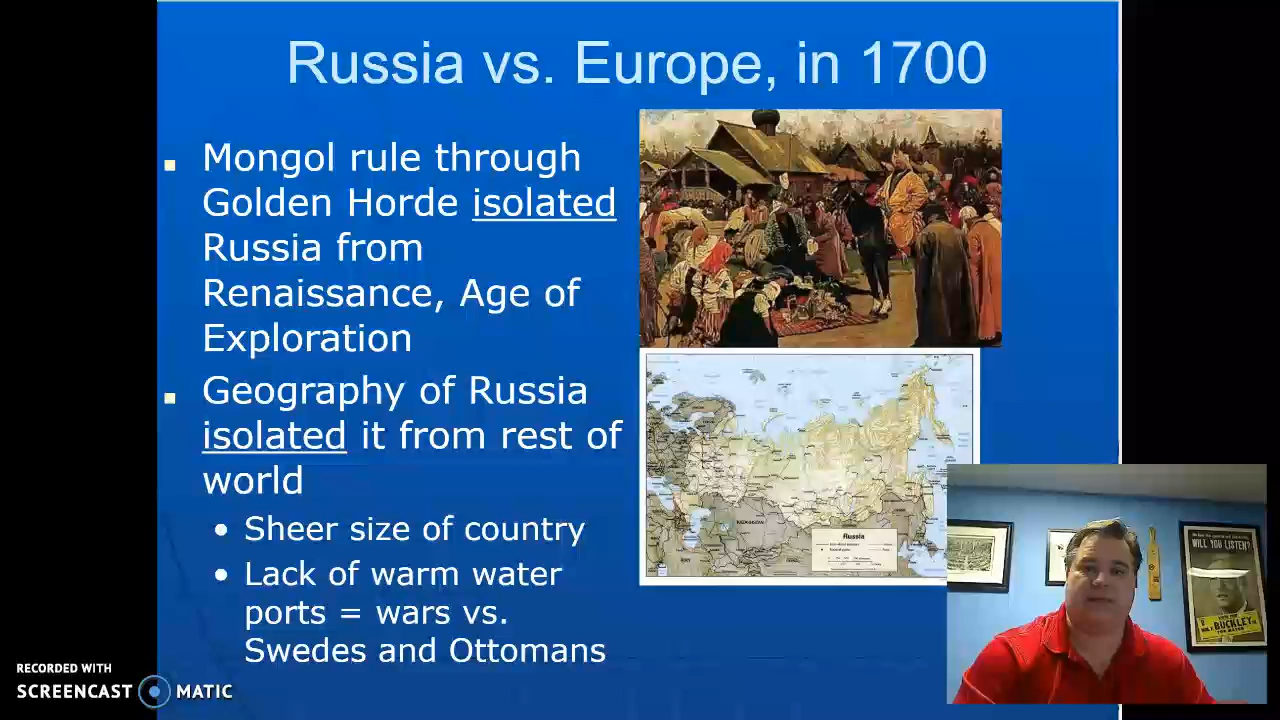 Russia vs. Europe, in 1700
Mongol rule through
Golden Horde isolated
Russia from
Renaissance, Age of
Exploration
Geography of Russia
isolated it from rest of
world
Sheer size of country
Lack of warm water
ports = wars vs.
Swedes and Ottomans
Russia
KAZAKHSTAN
WILL YOU LISTEN?
BUCKLEY
RECORDED WITH
SCREENCAST MATIC